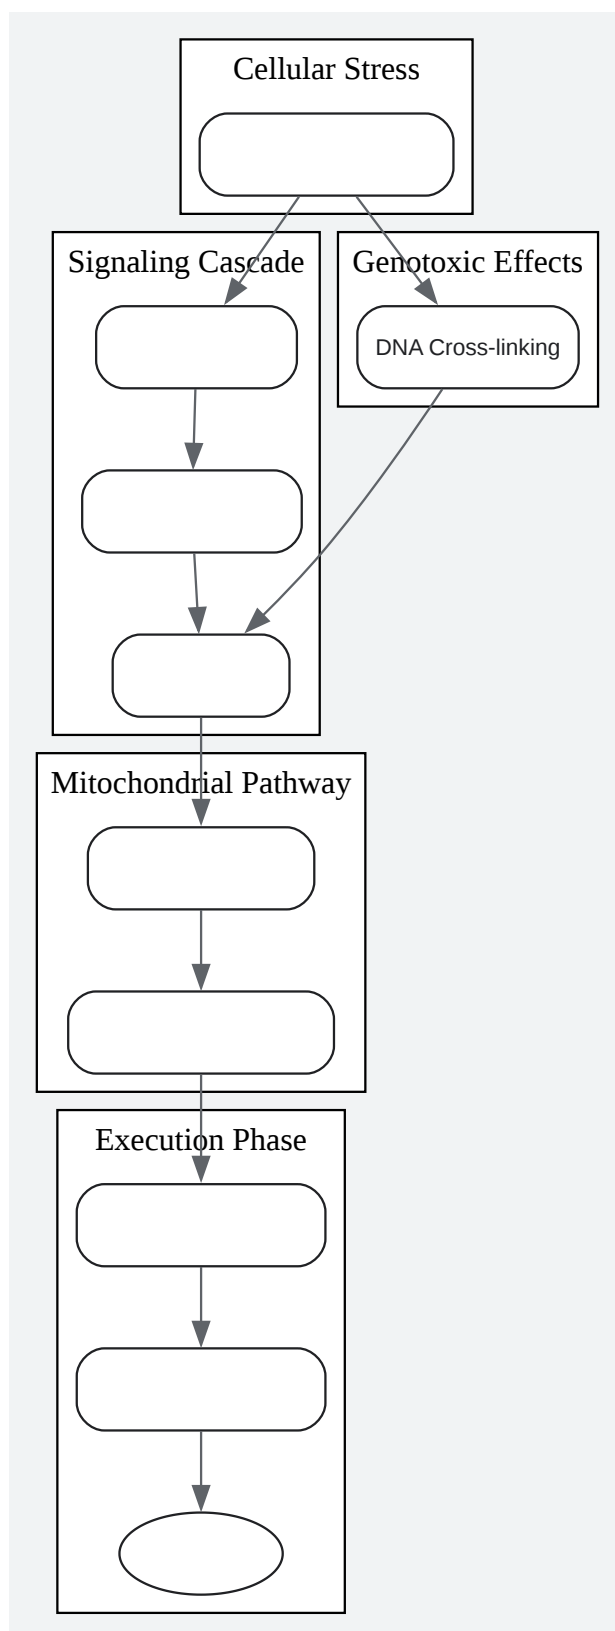 Cellular Stress
Signaling Cascade
Genotoxic Effects
DNA Cross-linking
Mitochondrial Pathway
Execution Phase